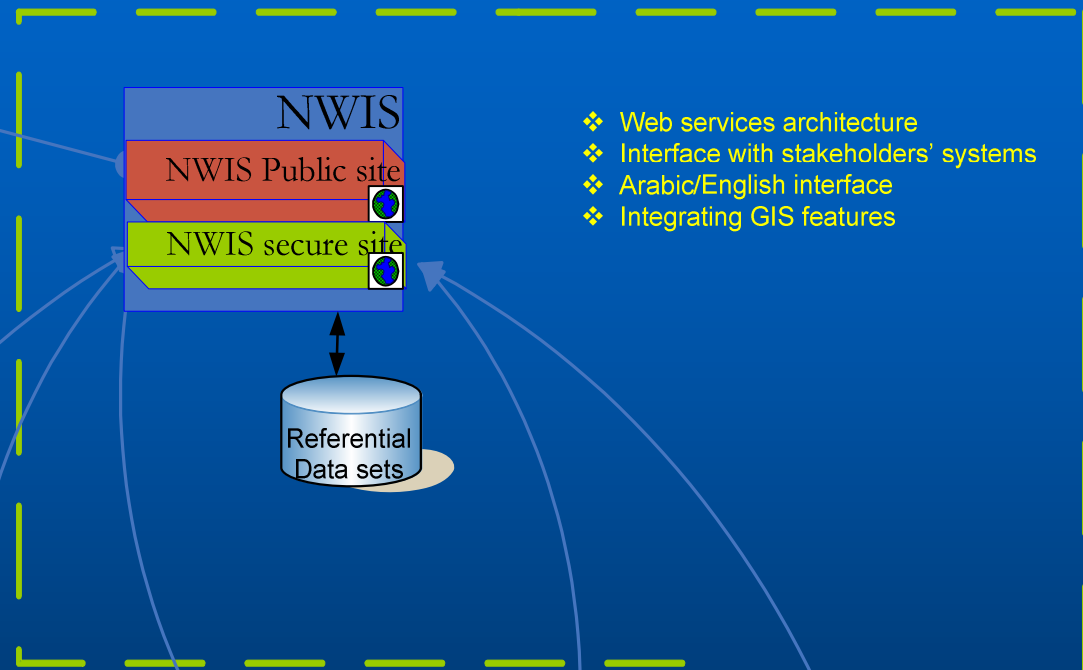 NWIS
NWIS Public site
NWIS secure site
Referential
Data sets
❖ Web services architecture
❖ Interface with stakeholders’ systems
❖ Arabic/English interface
❖ Integrating GIS features